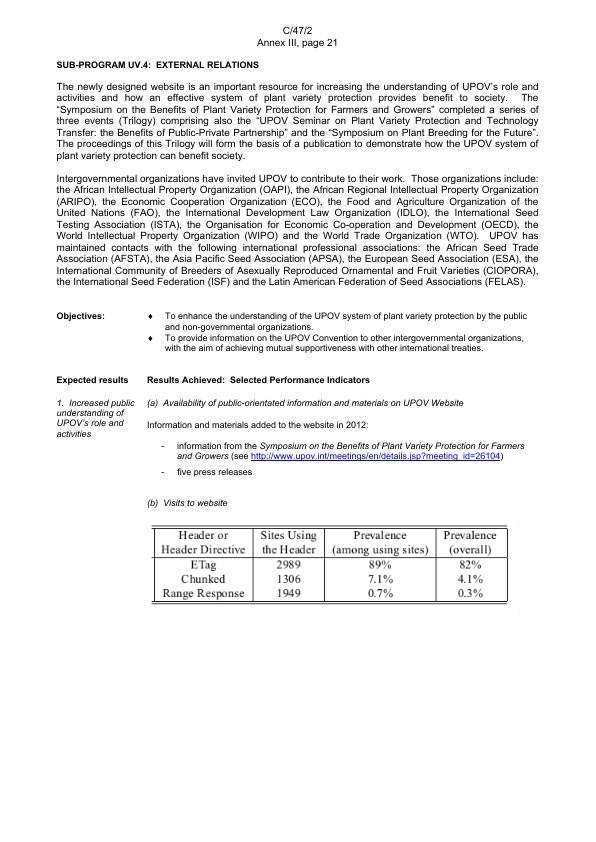 C/47/2
Annex III, page 21
SUB-PROGRAM UV.4: EXTERNAL RELATIONS
The newly designed website is an important resource for increasing the understanding of UPOV's role and
activities and how an effective system of plant variety protection provides benefit to society. The
“Symposium on the Benefits of Plant Variety Protection for Farmers and Growers” completed a series of
three events (Trilogy) comprising also the “UPOV Seminar on Plant Variety Protection and Technology
Transfer: the Benefits of Public-Private Partnership” and the “Symposium on Plant Breeding for the Future”.
The proceedings of this Trilogy will form the basis of a publication to demonstrate how the UPOV system of
plant variety protection can benefit society.
Intergovernmental organizations have invited UPOV to contribute to their work. Those organizations include:
the African Intellectual Property Organization (OAPI), the African Regional Intellectual Property Organization
(ARIPO), the Economic Cooperation Organization (ECO), the Food and Agriculture Organization of the
United Nations (FAO), the International Development Law Organization (IDLO), the International Seed
Testing Association (ISTA), the Organisation for Economic Co-operation and Development (OECD), the
World Intellectual Property Organization (WIPO) and the World Trade Organization (WTO). UPOV has
maintained contacts with the following international professional associations: the African Seed Trade
Association (AFSTA), the Asia Pacific Seed Association (APSA), the European Seed Association (ESA), the
International Community of Breeders of Asexually Reproduced Ornamental and Fruit Varieties (CIOPORA),
the International Seed Federation (ISF) and the Latin American Federation of Seed Associations (FELAS).
Objectives:
♦ To enhance the understanding of the UPOV system of plant variety protection by the public
and non-governmental organizations.
♦ To provide information on the UPOV Convention to other intergovernmental organizations,
with the aim of achieving mutual supportiveness with other international treaties.
Expected results Results Achieved: Selected Performance Indicators
1. Increased public
understanding of
UPOV's role and
activities
(a) Availability of public-orientated information and materials on UPOV Website
Information and materials added to the website in 2012:
- information from the Symposium on the Benefits of Plant Variety Protection for Farmers
and Growers (see http://www.upov.int/meetings/en/details.jsp?meeting_id=26104)
- five press releases
(b) Visits to website
Header or Sites Using Prevalence Prevalence
Header Directive the Header (among using sites) (overall)
ETag 2989 89% 82%
Chunked 1306 7.1% 4.1%
Range Response 1949 0.7% 0.3%